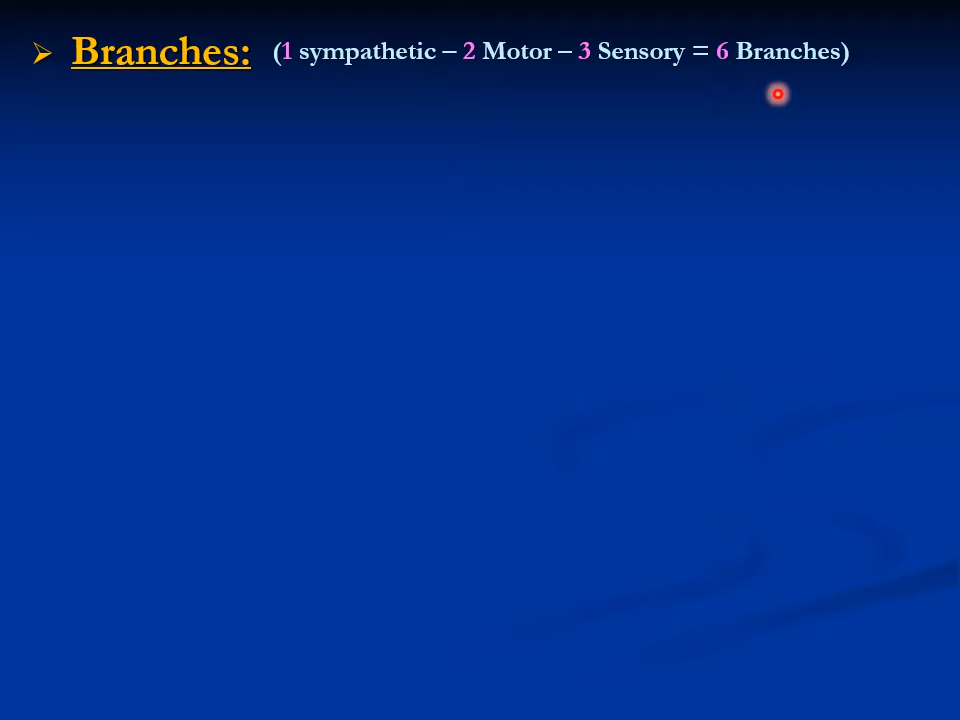 ➢ Branches: (1 sympathetic – 2 Motor – 3 Sensory = 6 Branches)